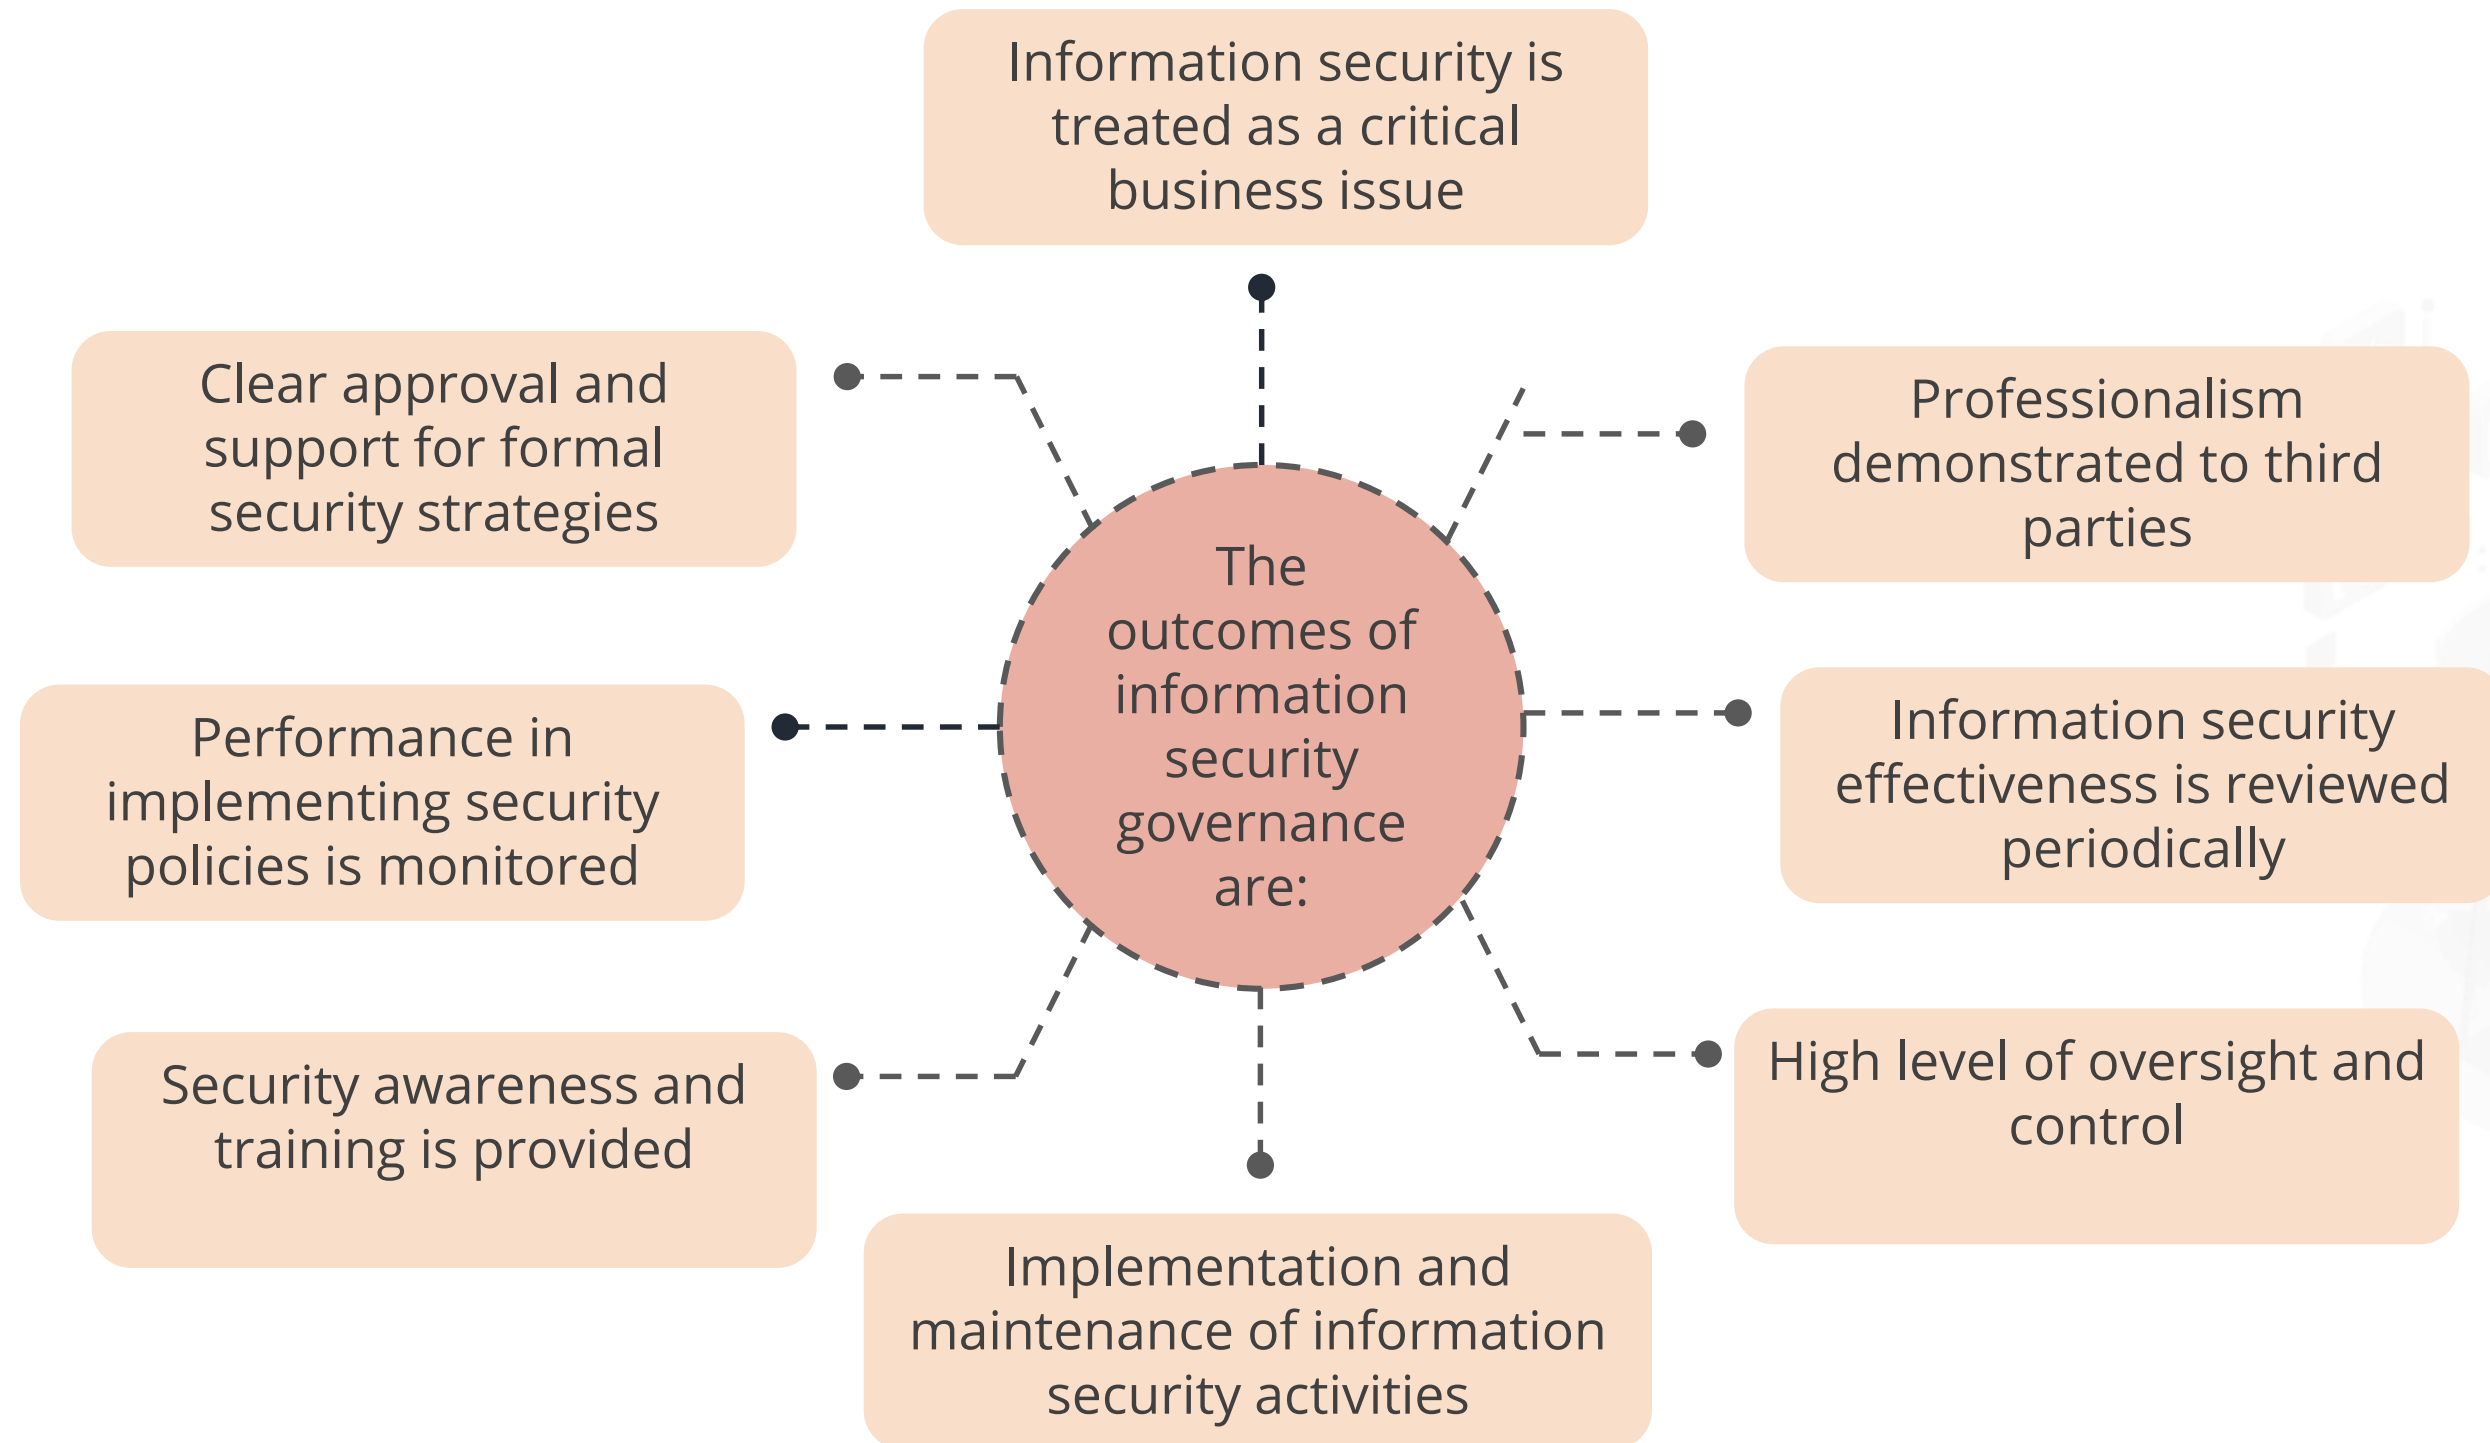 Information security is
treated as a critical
business issue
Clear approval and
support for formal
security strategies
Professionalism
demonstrated to third
parties
The
outcomes of
information
security
governance
are:
Performance in
implementing security
policies is monitored
Information security
effectiveness is reviewed
periodically
Security awareness and
training is provided
High level of oversight and
control
Implementation and
maintenance of information
security activities